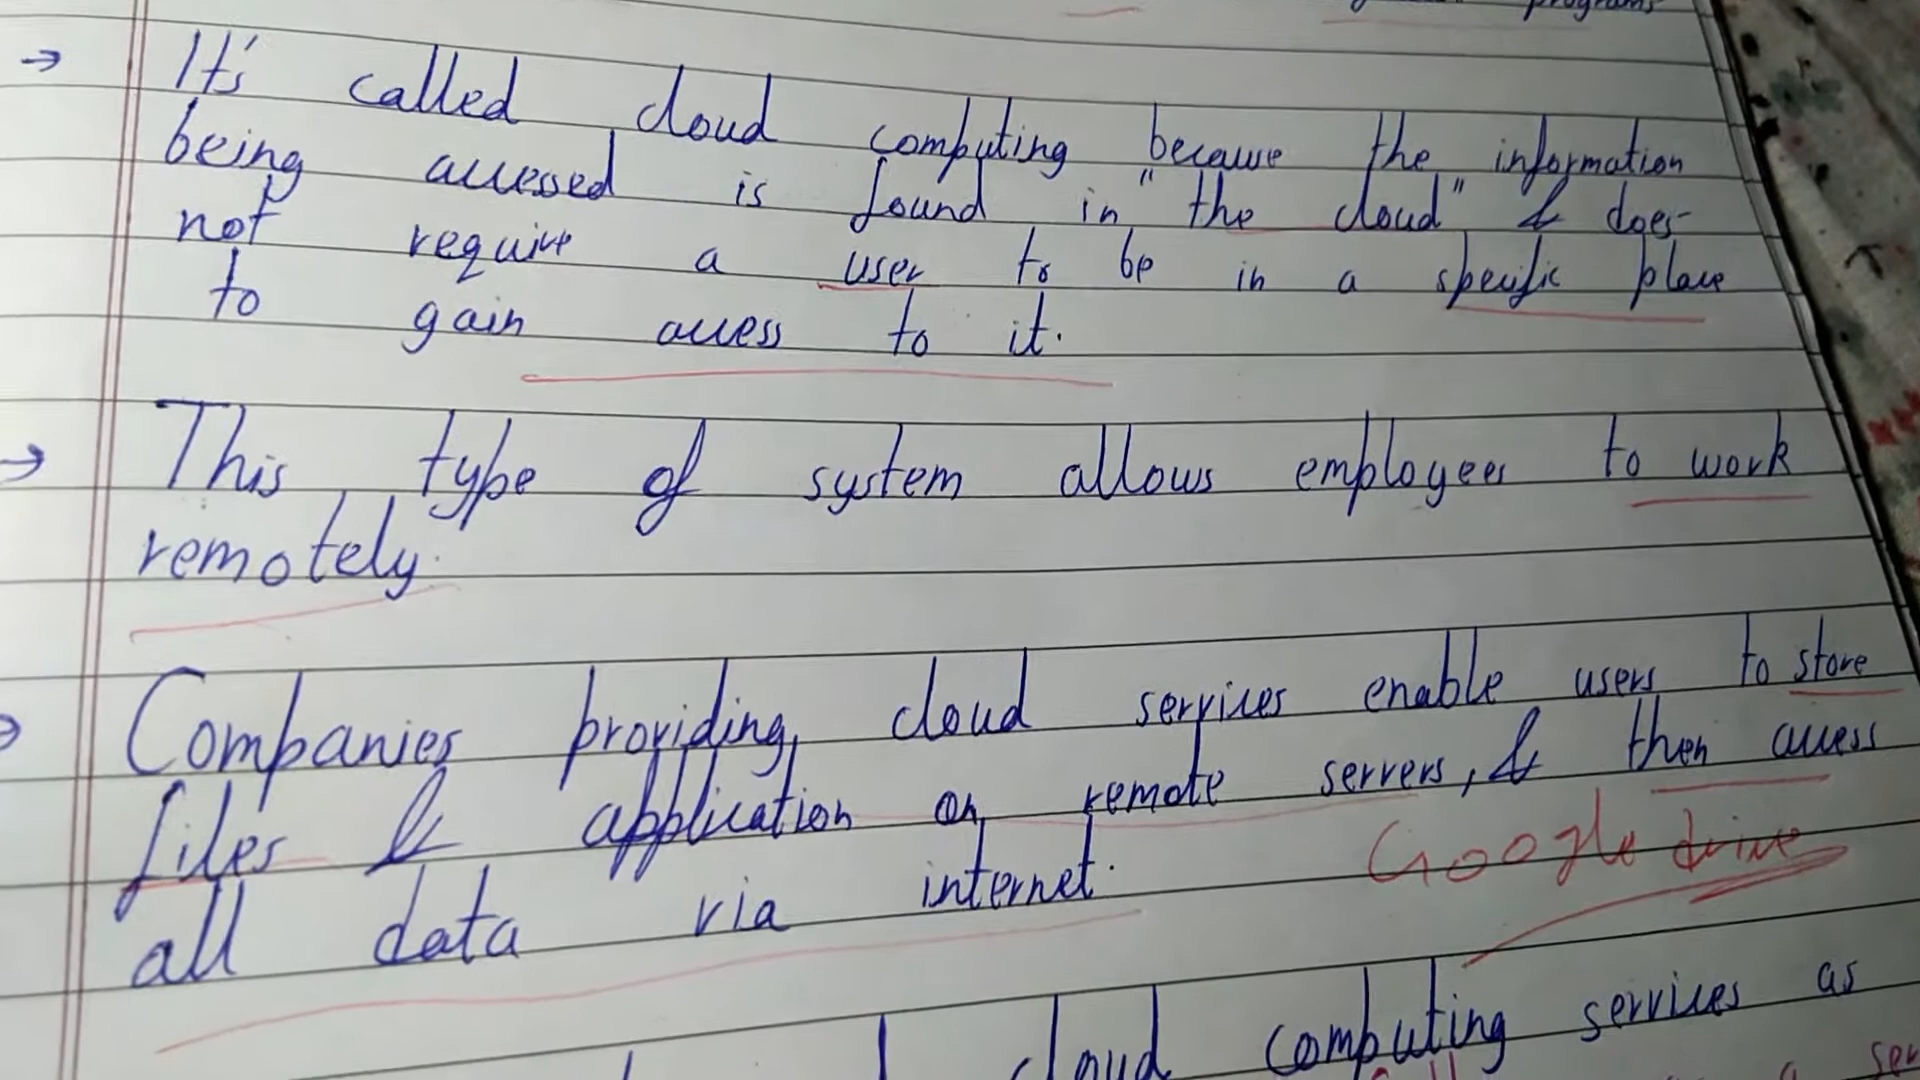 programs
→ It's called cloud computing because the information
being accessed is found in "the cloud" & does
not require a user to be in a specific place
to gain access to it.
→ This type of system allows employees to work
remotely.
→ Companies providing cloud services enable users to store
files & application on remote servers, & then access
all data via internet.
Google drive
cloud computing services as